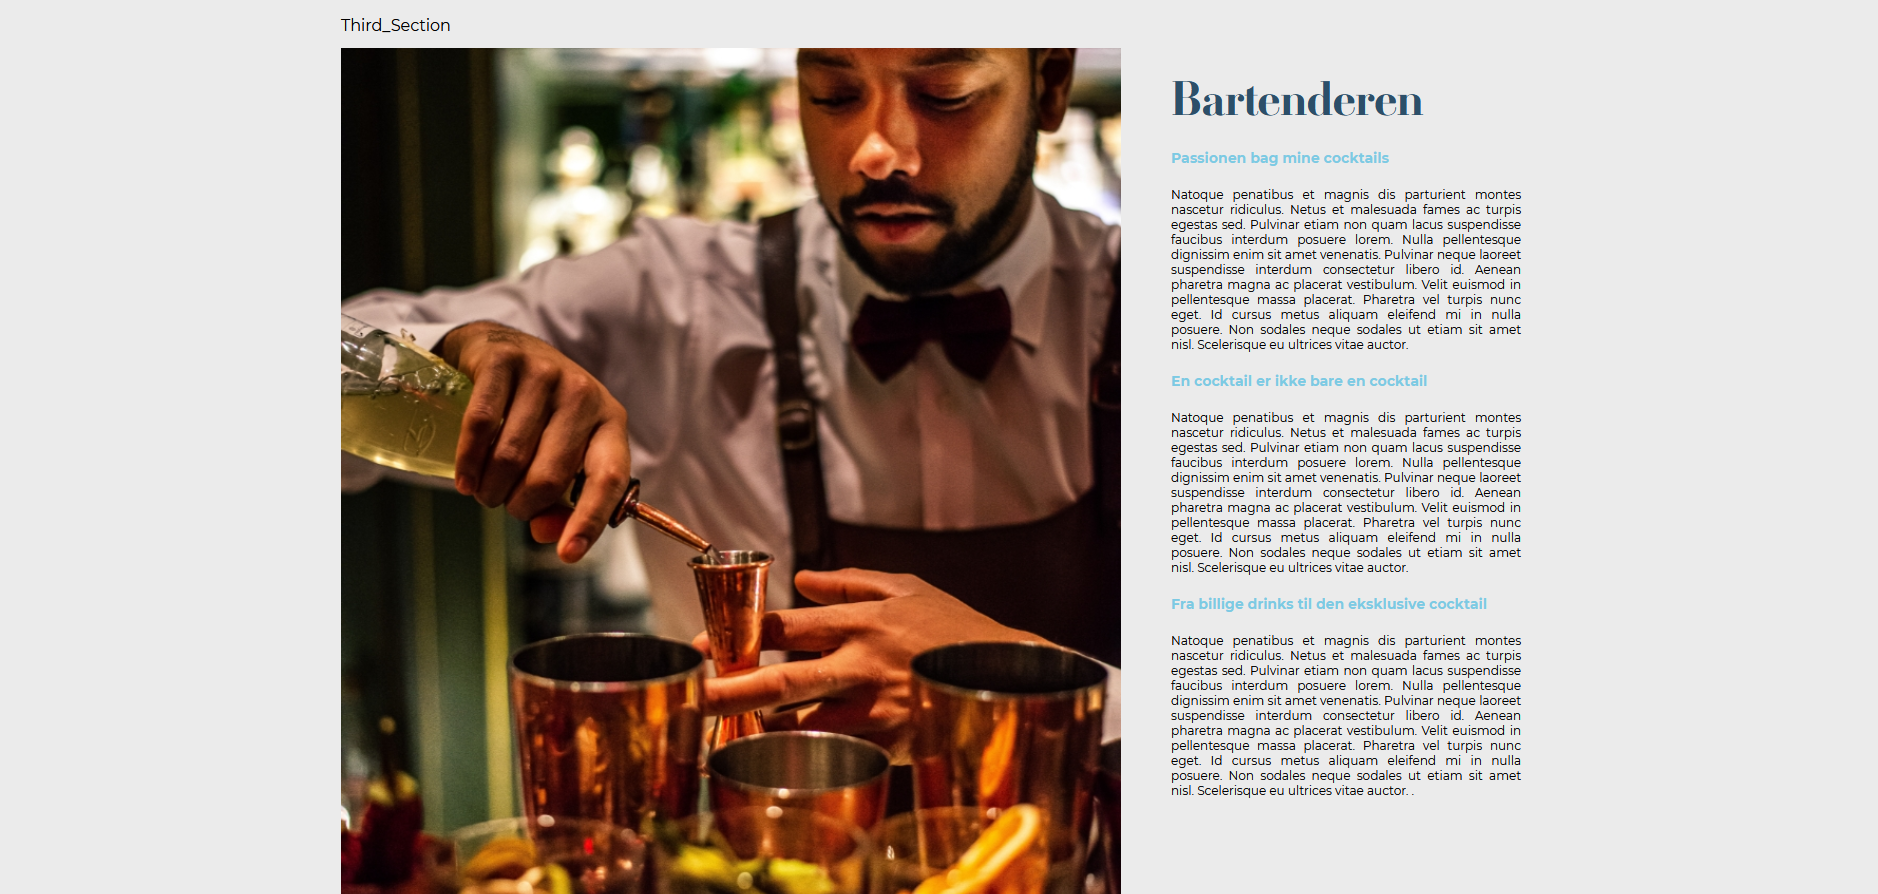 Third_Section
Bartenderen
Passionen bag mine cocktails
Natoque penatibus et magnis dis parturient montes
nascetur ridiculus. Netus et malesuada fames ac turpis
egestas sed. Pulvinar etiam non quam lacus suspendisse
faucibus interdum posuere lorem. Nulla pellentesque
dignissim enim sit amet venenatis. Pulvinar neque laoreet
suspendisse interdum consectetur libero id. Aenean
pharetra magna ac placerat vestibulum. Velit euismod in
pellentesque massa placerat. Pharetra vel turpis nunc
eget. Id cursus metus aliquam eleifend mi in nulla
posuere. Non sodales neque sodales ut etiam sit amet
nisl. Scelerisque eu ultrices vitae auctor.
En cocktail er ikke bare en cocktail
Natoque penatibus et magnis dis parturient montes
nascetur ridiculus. Netus et malesuada fames ac turpis
egestas sed. Pulvinar etiam non quam lacus suspendisse
faucibus interdum posuere lorem. Nulla pellentesque
dignissim enim sit amet venenatis. Pulvinar neque laoreet
suspendisse interdum consectetur libero id. Aenean
pharetra magna ac placerat vestibulum. Velit euismod in
pellentesque massa placerat. Pharetra vel turpis nunc
eget. Id cursus metus aliquam eleifend mi in nulla
posuere. Non sodales neque sodales ut etiam sit amet
nisl. Scelerisque eu ultrices vitae auctor.
Fra billige drinks til den eksklusive cocktail
Natoque penatibus et magnis dis parturient montes
nascetur ridiculus. Netus et malesuada fames ac turpis
egestas sed. Pulvinar etiam non quam lacus suspendisse
faucibus interdum posuere lorem. Nulla pellentesque
dignissim enim sit amet venenatis. Pulvinar neque laoreet
suspendisse interdum consectetur libero id. Aenean
pharetra magna ac placerat vestibulum. Velit euismod in
pellentesque massa placerat. Pharetra vel turpis nunc
eget. Id cursus metus aliquam eleifend mi in nulla
posuere. Non sodales neque sodales ut etiam sit amet
nisl. Scelerisque eu ultrices vitae auctor. .